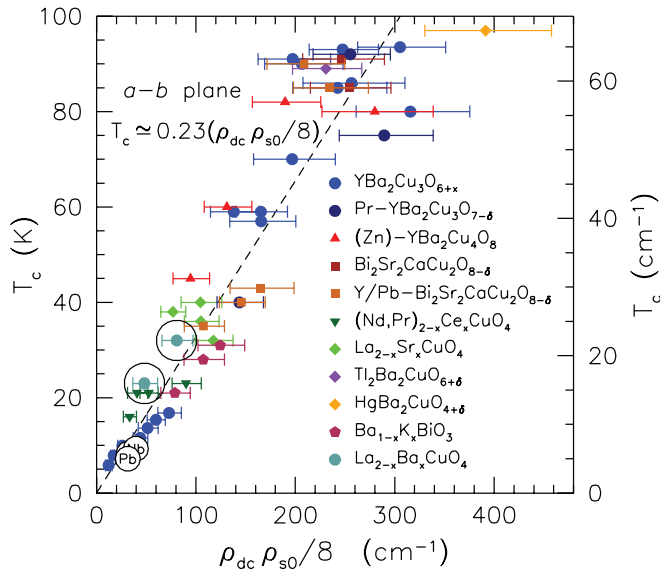 100
80
60
40
20
0
T_c (K)
a–b plane
T_c ≃ 0.23(ρ_dc ρ_s0/8)
YBa₂Cu₃O₆₊ₓ
Pr–YBa₂Cu₃O₇₋δ
(Zn)–YBa₂Cu₄O₈
Bi₂Sr₂CaCu₂O₈₋δ
Y/Pb–Bi₂Sr₂CaCu₂O₈₋δ
(Nd,Pr)₂₋ₓCeₓCuO₄
La₂₋ₓSrₓCuO₄
Tl₂Ba₂CuO₆₊δ
HgBa₂CuO₄₊δ
Ba₁₋ₓKₓBiO₃
La₂₋ₓBaₓCuO₄
Nb
Pb
60
40
20
0
T_c (cm⁻¹)
0 100 200 300 400
ρ_dc ρ_s0/8 (cm⁻¹)